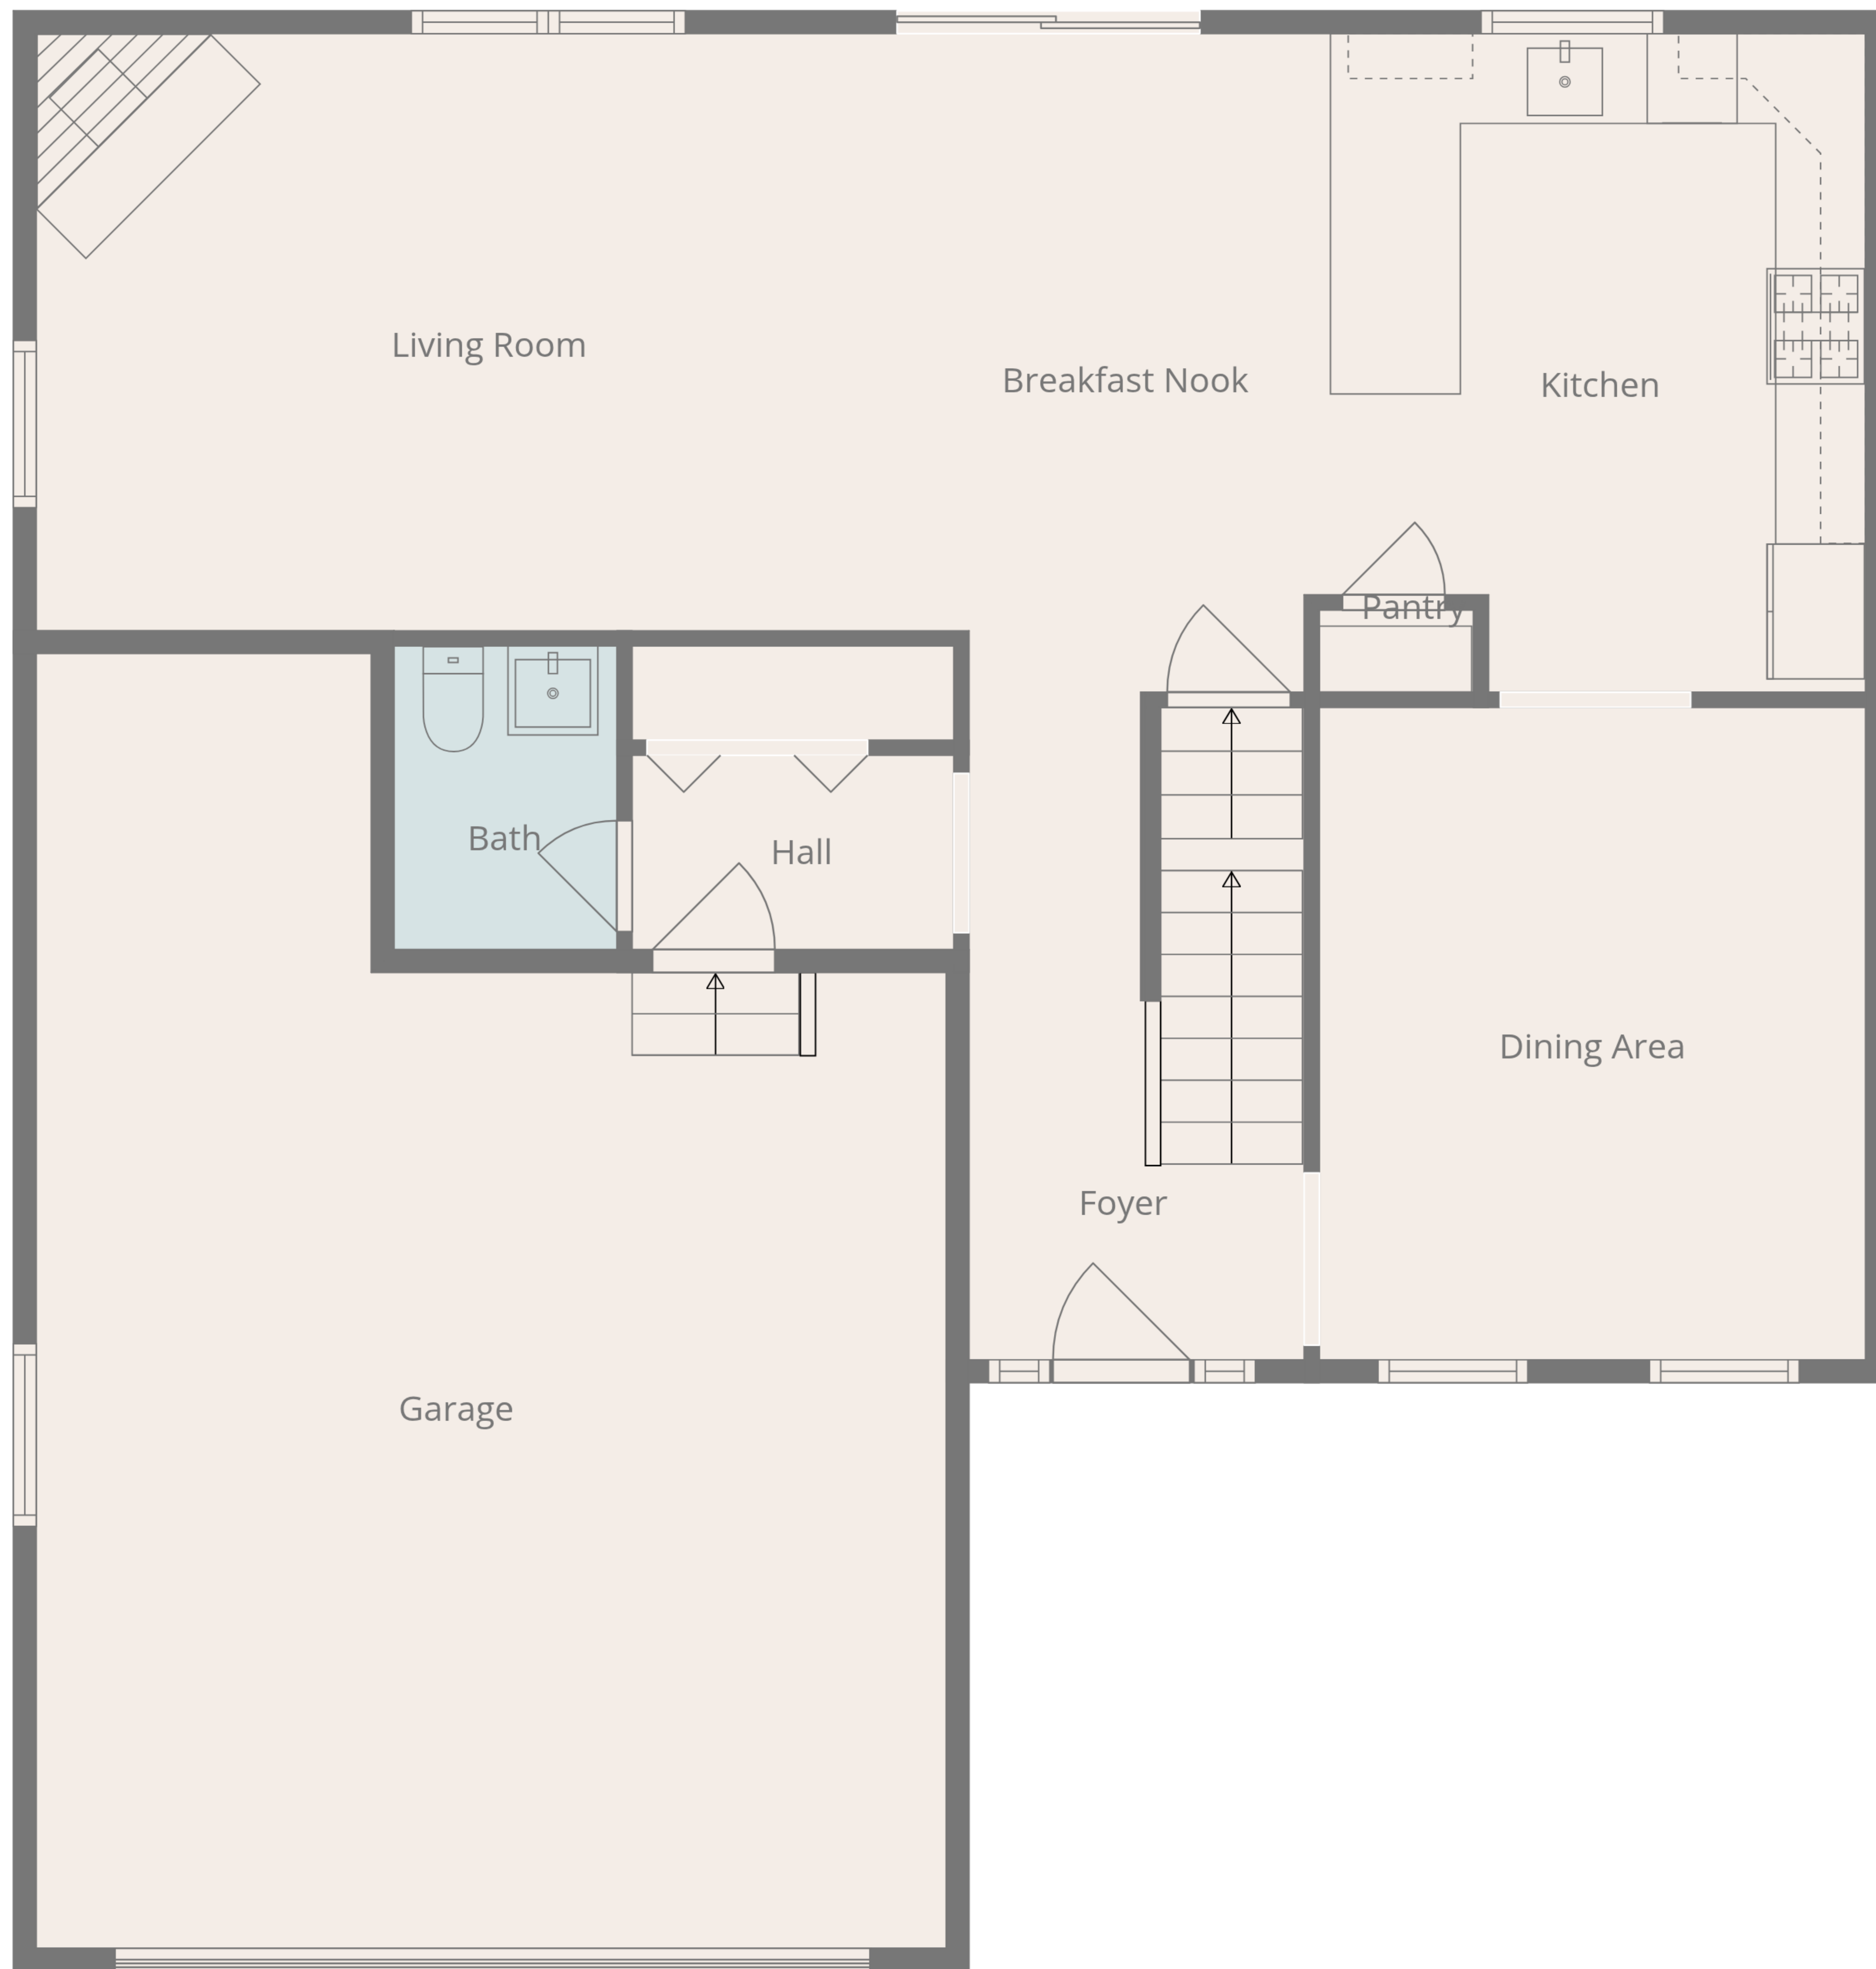 Living Room
Breakfast Nook
Kitchen
Pantry
Bath
Hall
Dining Area
Foyer
Garage